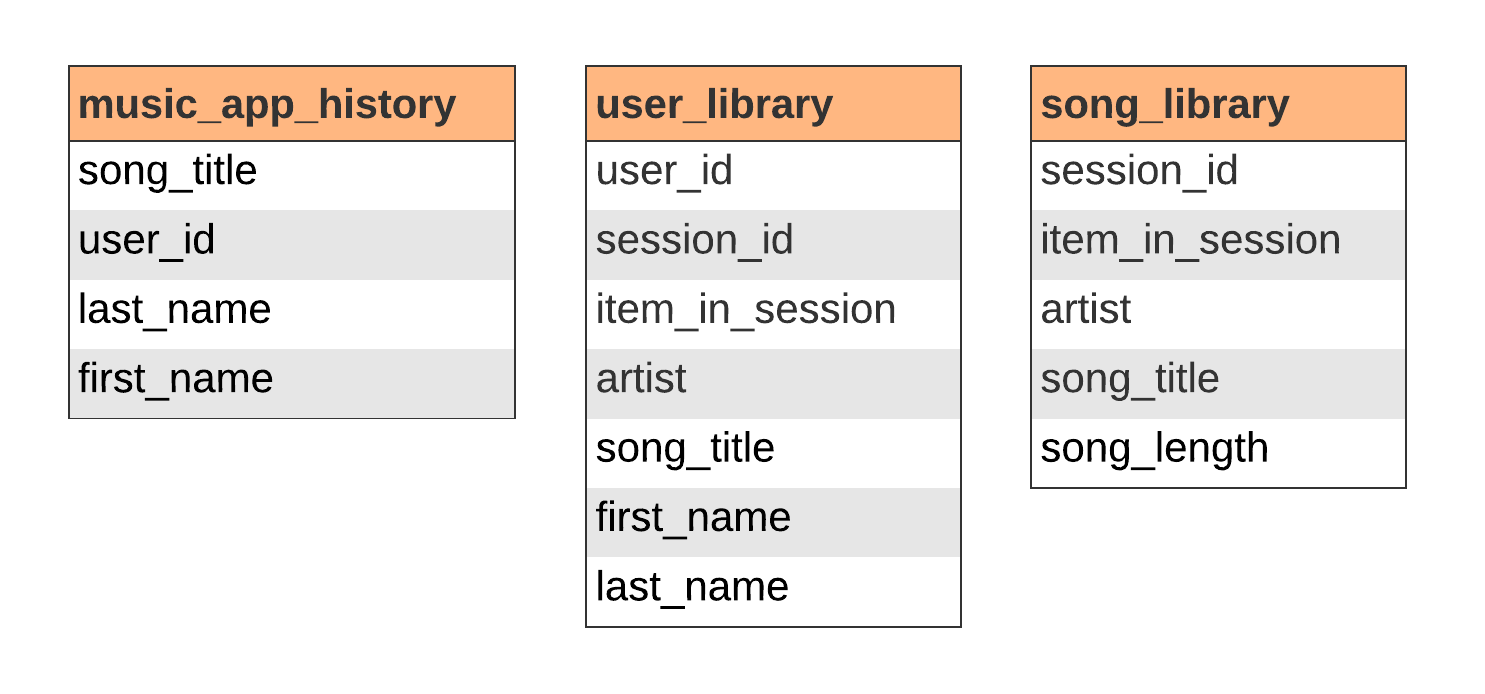 music_app_history
song_title
user_id
last_name
first_name
user_library
user_id
session_id
item_in_session
artist
song_title
first_name
last_name
song_library
session_id
item_in_session
artist
song_title
song_length